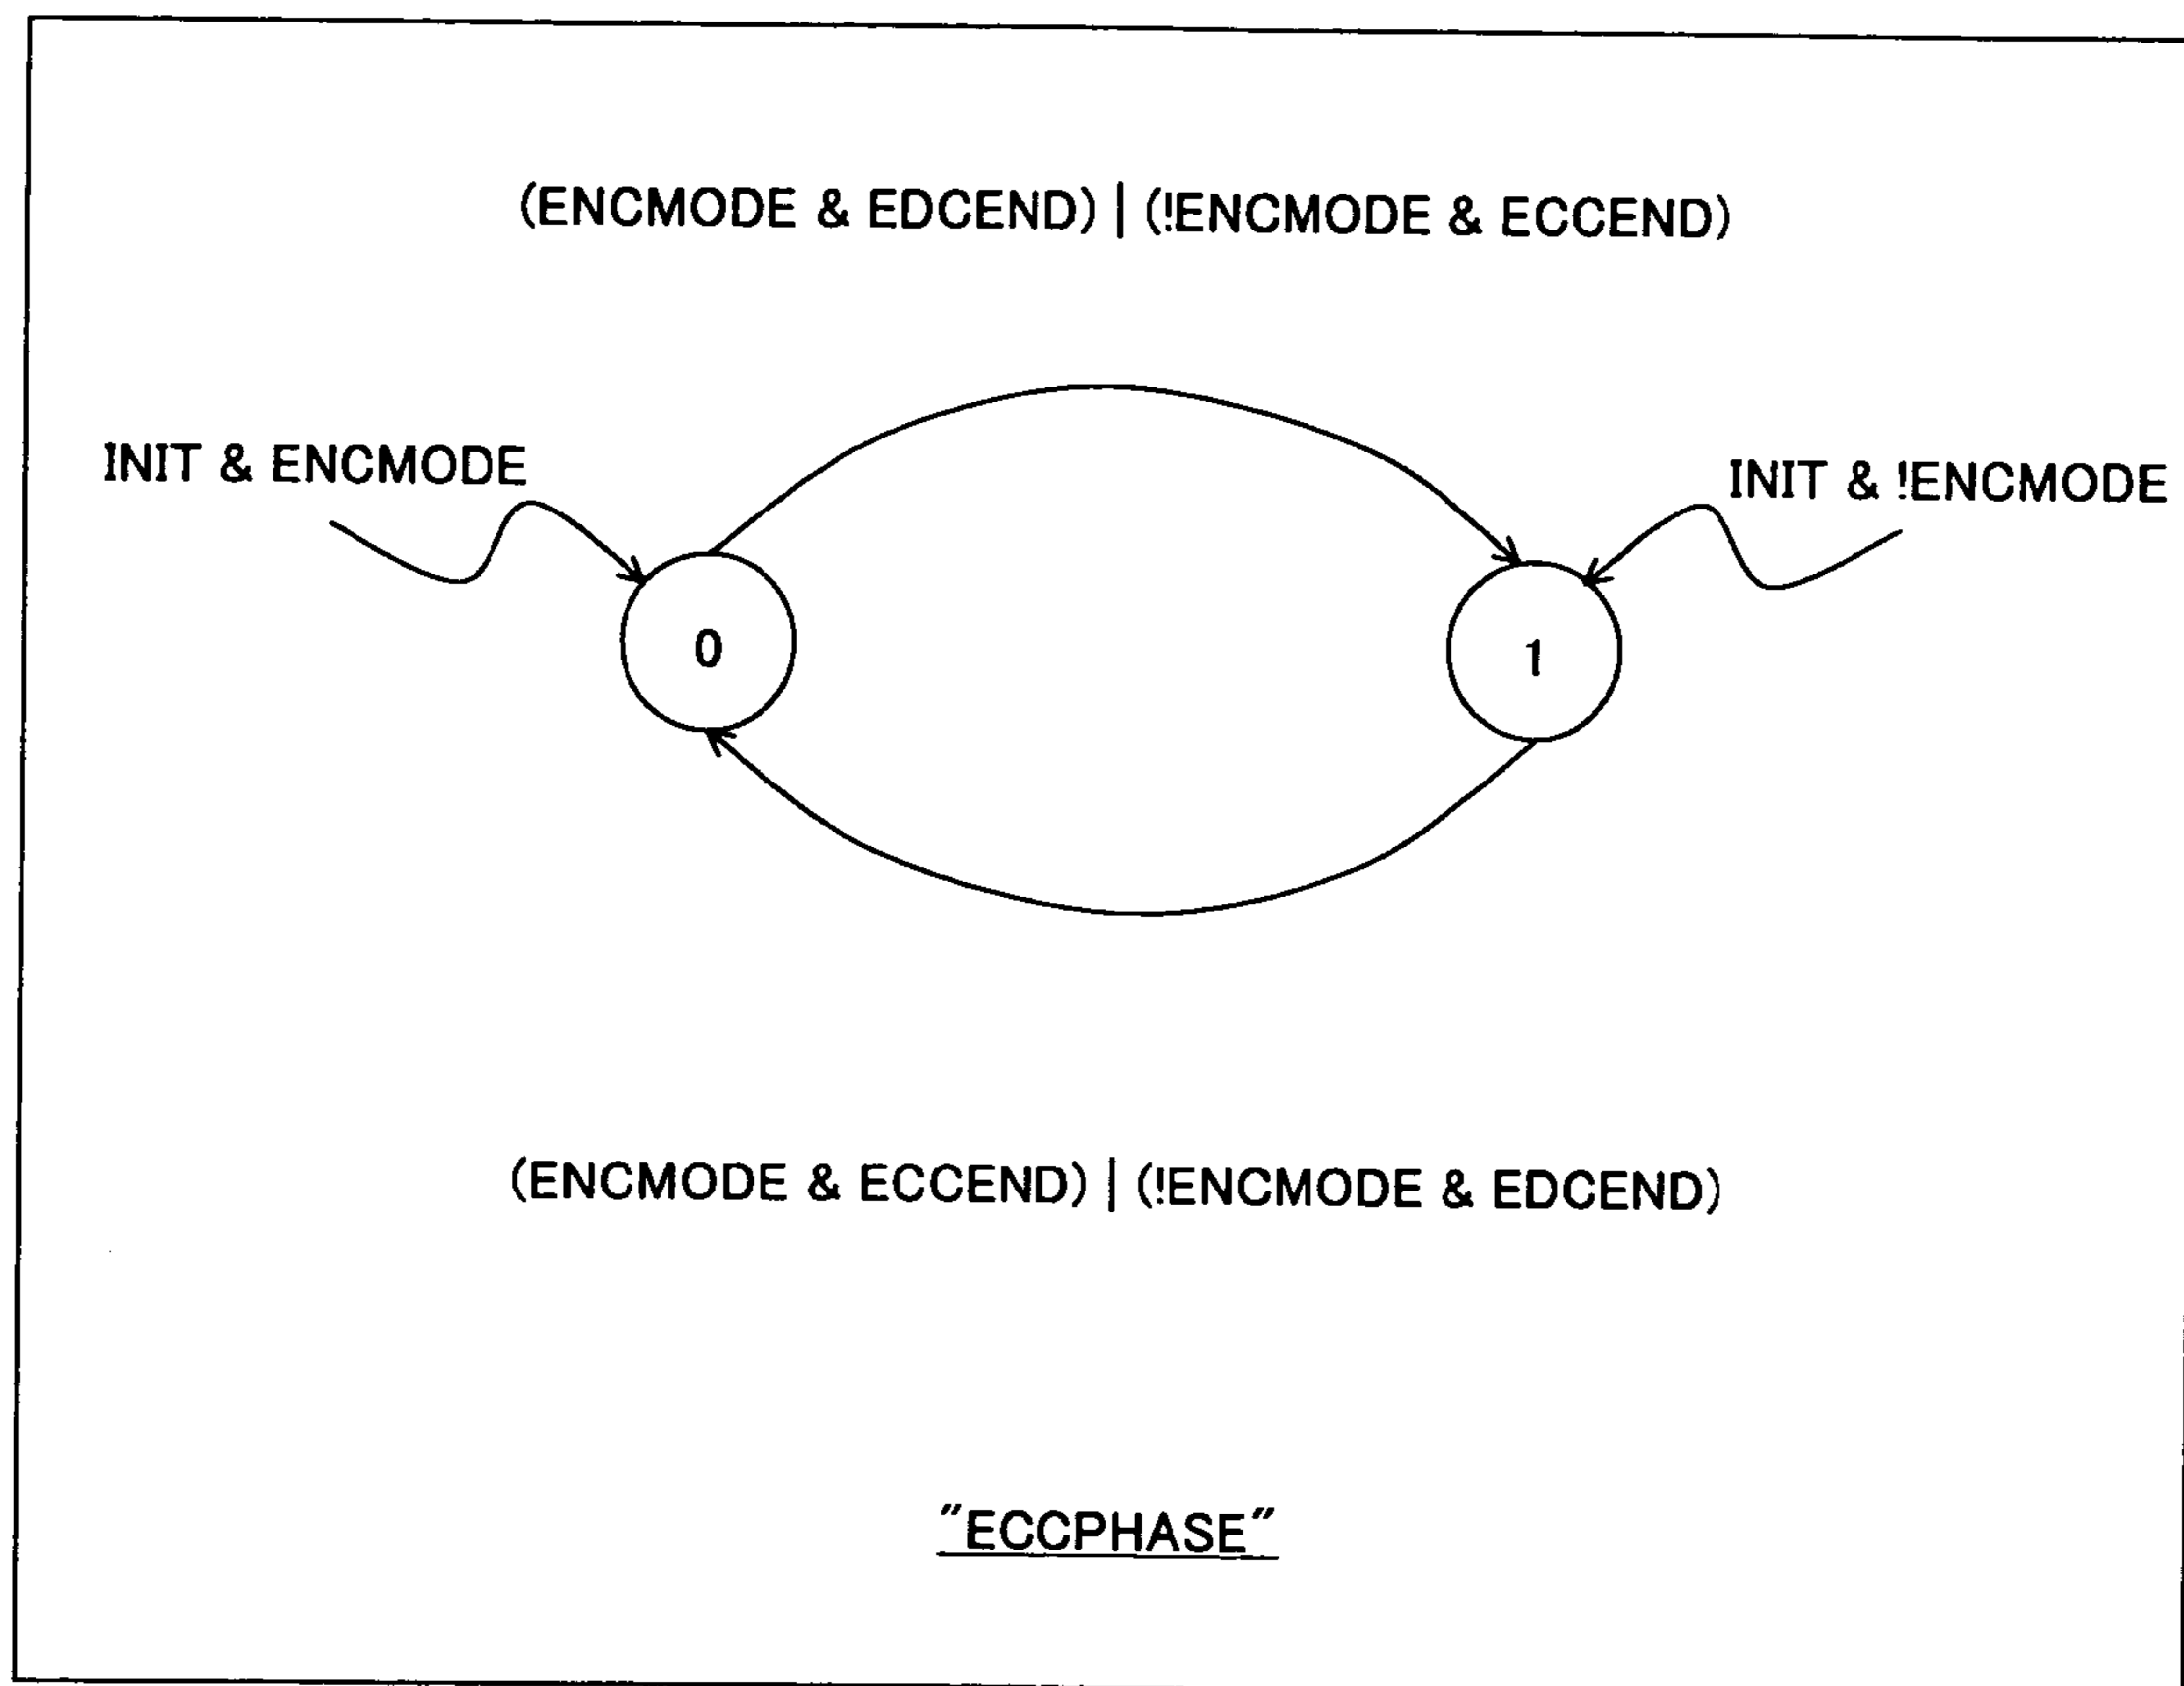 (ENCMODE & EDCEND) | (!ENCMODE & ECCEND)
INIT & ENCMODE
INIT & !ENCMODE
0
1
(ENCMODE & ECCEND) | (!ENCMODE & EDCEND)
"ECCPHASE"